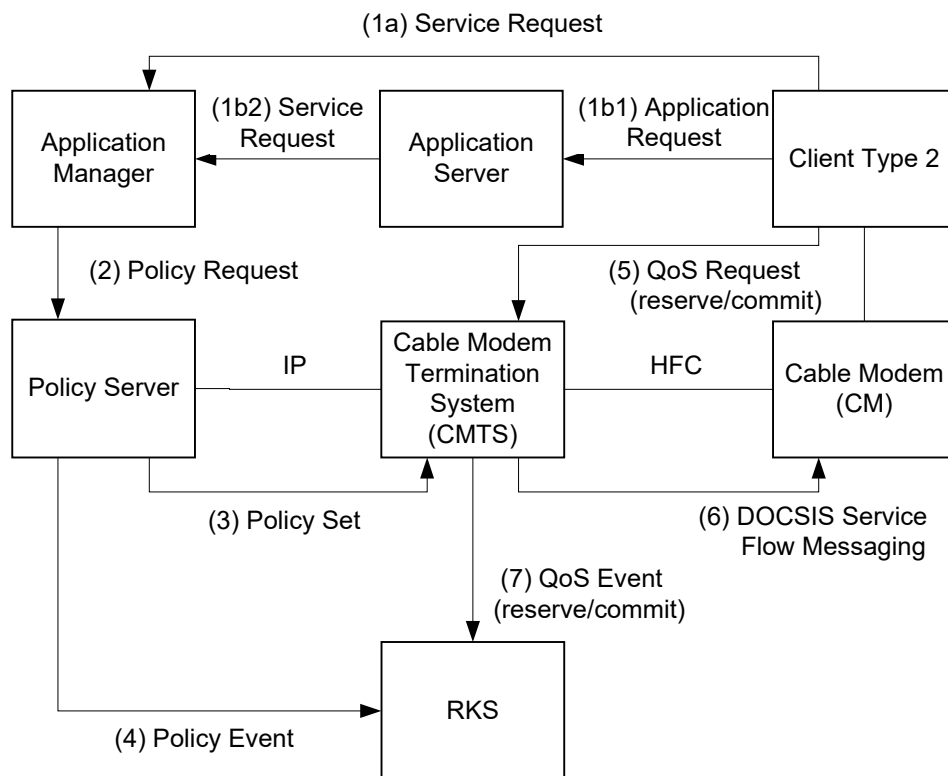 (1a) Service Request
(1b2) Service
Request
(1b1) Application
Request
Application
Manager
Application
Server
Client Type 2
(2) Policy Request
(5) QoS Request
(reserve/commit)
Policy Server
IP
Cable Modem
Termination
System
(CMTS)
HFC
Cable Modem
(CM)
(3) Policy Set
(6) DOCSIS Service
Flow Messaging
(7) QoS Event
(reserve/commit)
RKS
(4) Policy Event